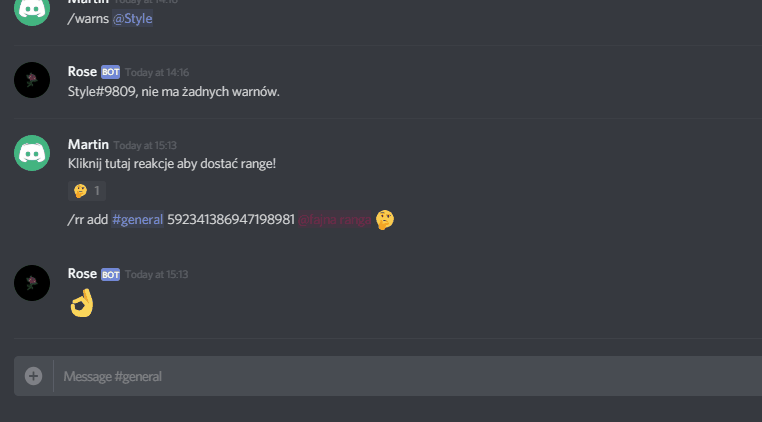 Martin Today at 14:16
/warns @Style
Rose BOT Today at 14:16
Style#9809, nie ma żadnych warnów.
Martin Today at 15:13
Kliknij tutaj reakcje aby dostać range!
🤔 1
/rr add #general 592341386947198981 @fajna ranga 🤔
Rose BOT Today at 15:13
👌
Message #general